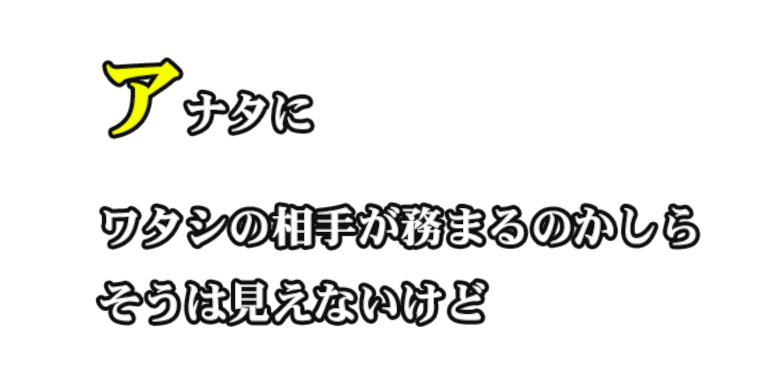 アナタに
ワタシの相手が務まるのかしら
そうは見えないけど